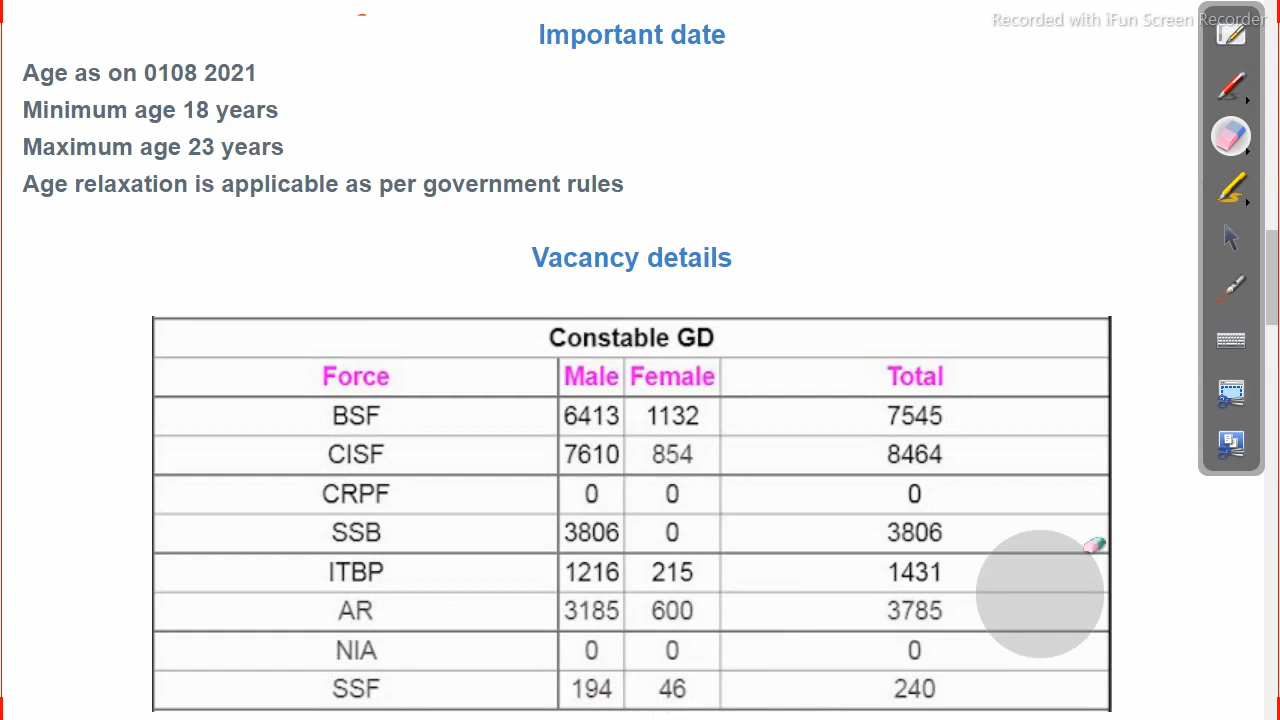 Recorded with iFun Screen Recorder
Important date
Age as on 0108 2021
Minimum age 18 years
Maximum age 23 years
Age relaxation is applicable as per government rules
Vacancy details
Constable GD
Force Male Female Total
BSF 6413 1132 7545
CISF 7610 854 8464
CRPF 0 0 0
SSB 3806 0 3806
ITBP 1216 215 1431
AR 3185 600 3785
NIA 0 0 0
SSF 194 46 240